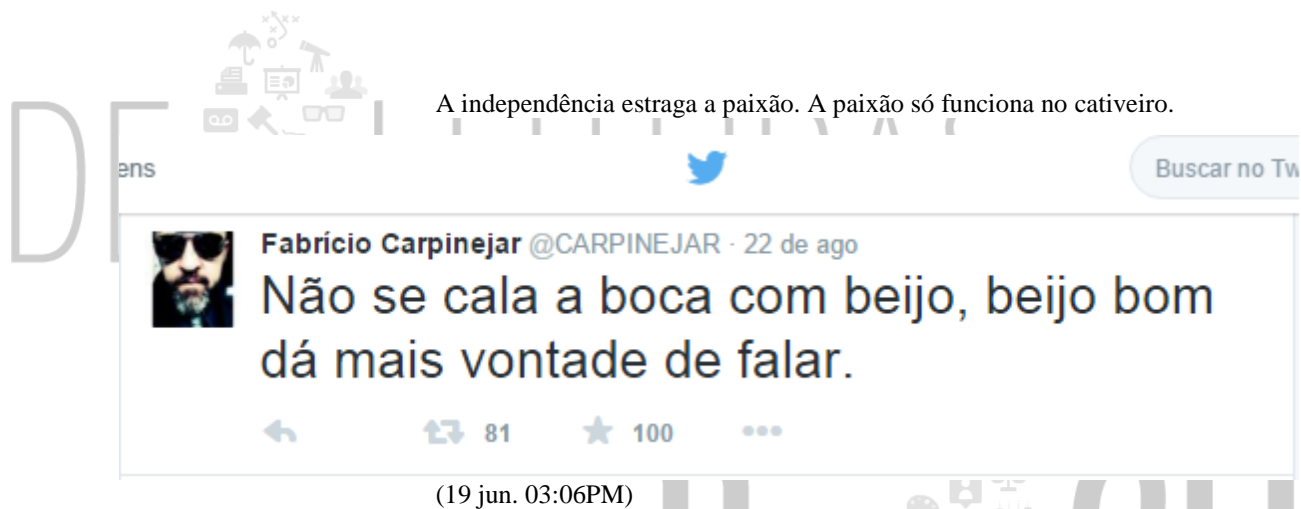 A independência estraga a paixão. A paixão só funciona no cativeiro.
ens
Buscar no Tw
Fabrício Carpinejar @CARPINEJAR · 22 de ago
Não se cala a boca com beijo, beijo bom
dá mais vontade de falar.
81 100
(19 jun. 03:06PM)